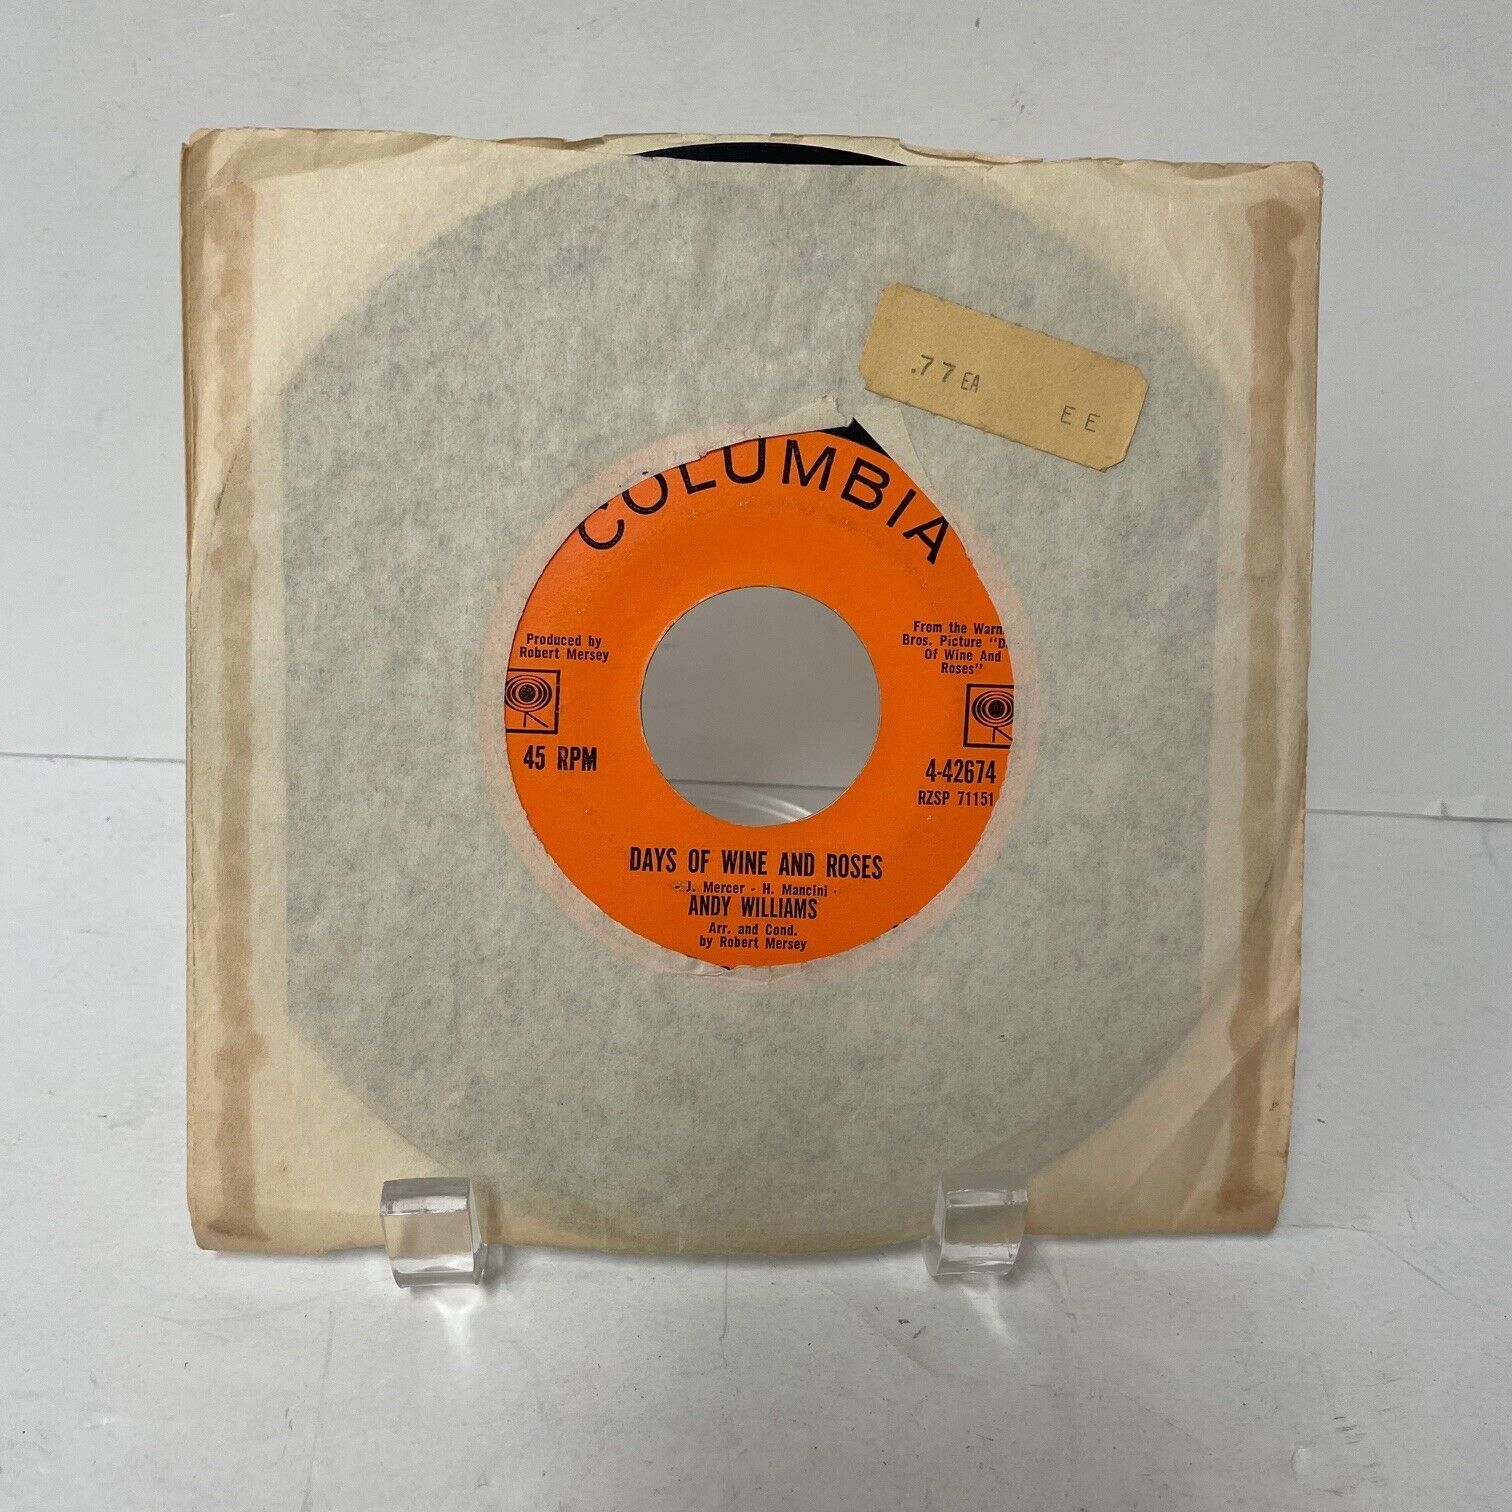 .77 EA
E E
COLUMBIA
Produced by
Robert Mersey
From the Warn
Bros. Picture "D
Of Wine And
Roses"
45 RPM
4-42674
RZSP 71151
DAYS OF WINE AND ROSES
- J. Mercer - H. Mancini -
ANDY WILLIAMS
Arr. and Cond.
by Robert Mersey